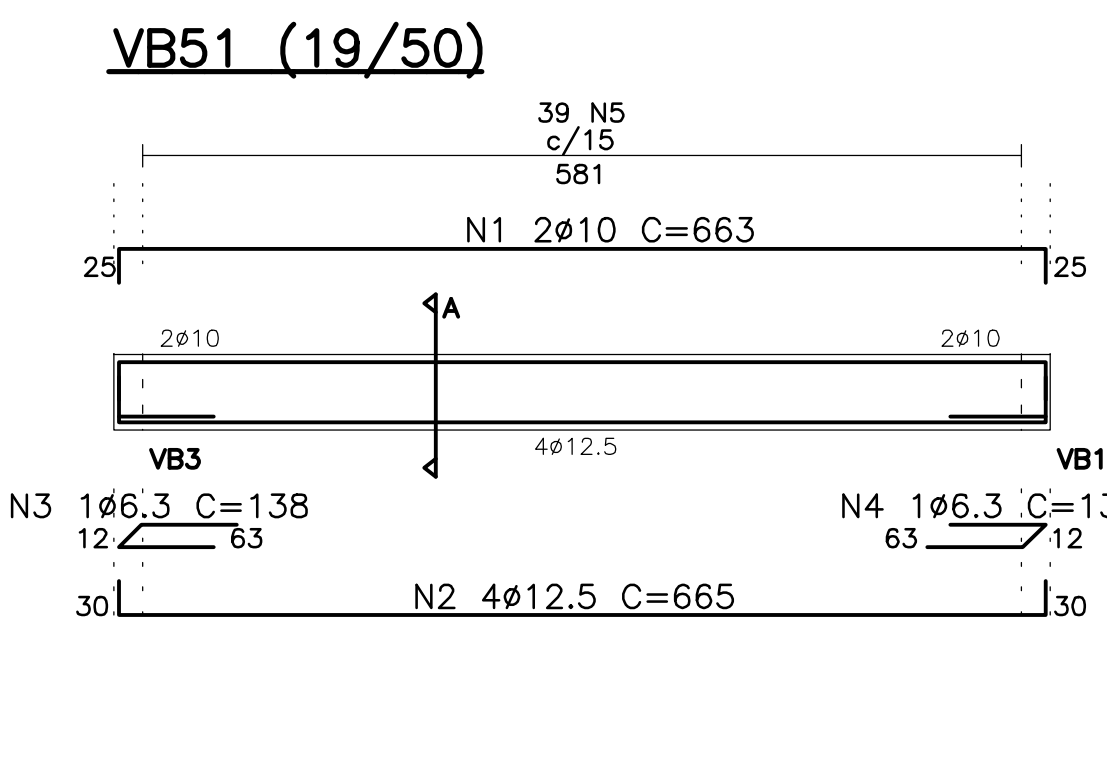 VB51 (19/50)
39 N5
c/15
581
N1 2ø10 C=663
25 25
A
2ø10 2ø10
4ø12.5
VB3 VB1
N3 1ø6.3 C=138 N4 1ø6.3
12 63 63 12
N2 4ø12.5 C=665
30 30